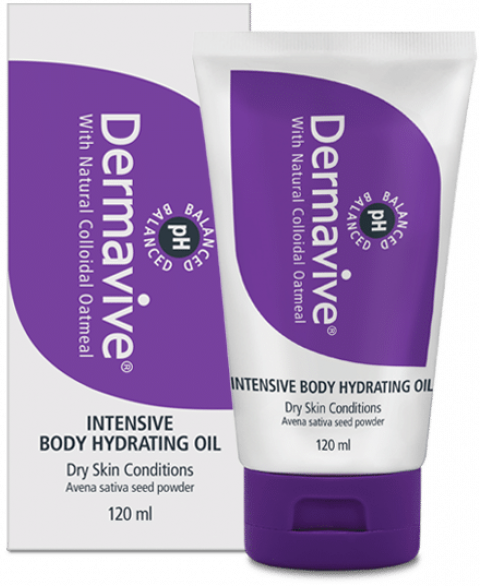 Dermavive®
With Natural Colloidal Oatmeal
BALANCED
pH
BALANCED
INTENSIVE
BODY HYDRATING OIL
Dry Skin Conditions
Avena sativa seed powder
120 ml
Dermavive®
With Natural Colloidal Oatmeal
BALANCED
pH
BALANCED
INTENSIVE BODY HYDRATING OIL
Dry Skin Conditions
Avena sativa seed powder
120 ml